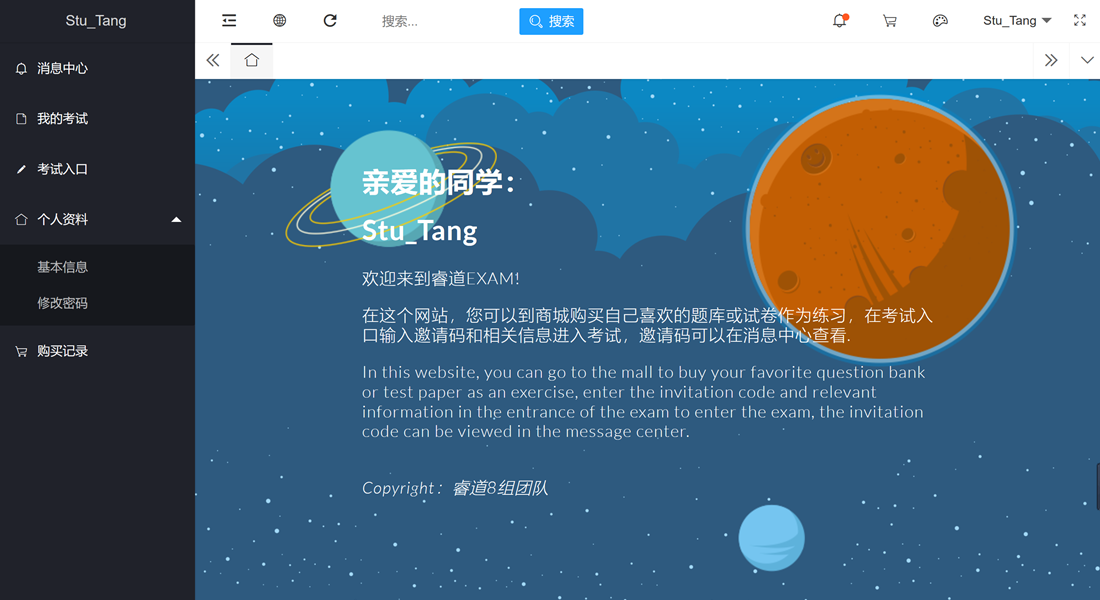 Stu_Tang
搜索...
搜索
Stu_Tang
消息中心
我的考试
考试入口
个人资料
基本信息
修改密码
购买记录
亲爱的同学：
Stu_Tang
欢迎来到睿道EXAM!
在这个网站，您可以到商城购买自己喜欢的题库或试卷作为练习，在考试入
口输入邀请码和相关信息进入考试，邀请码可以在消息中心查看.
In this website, you can go to the mall to buy your favorite question bank
or test paper as an exercise, enter the invitation code and relevant
information in the entrance of the exam to enter the exam, the invitation
code can be viewed in the message center.
Copyright： 睿道8组团队